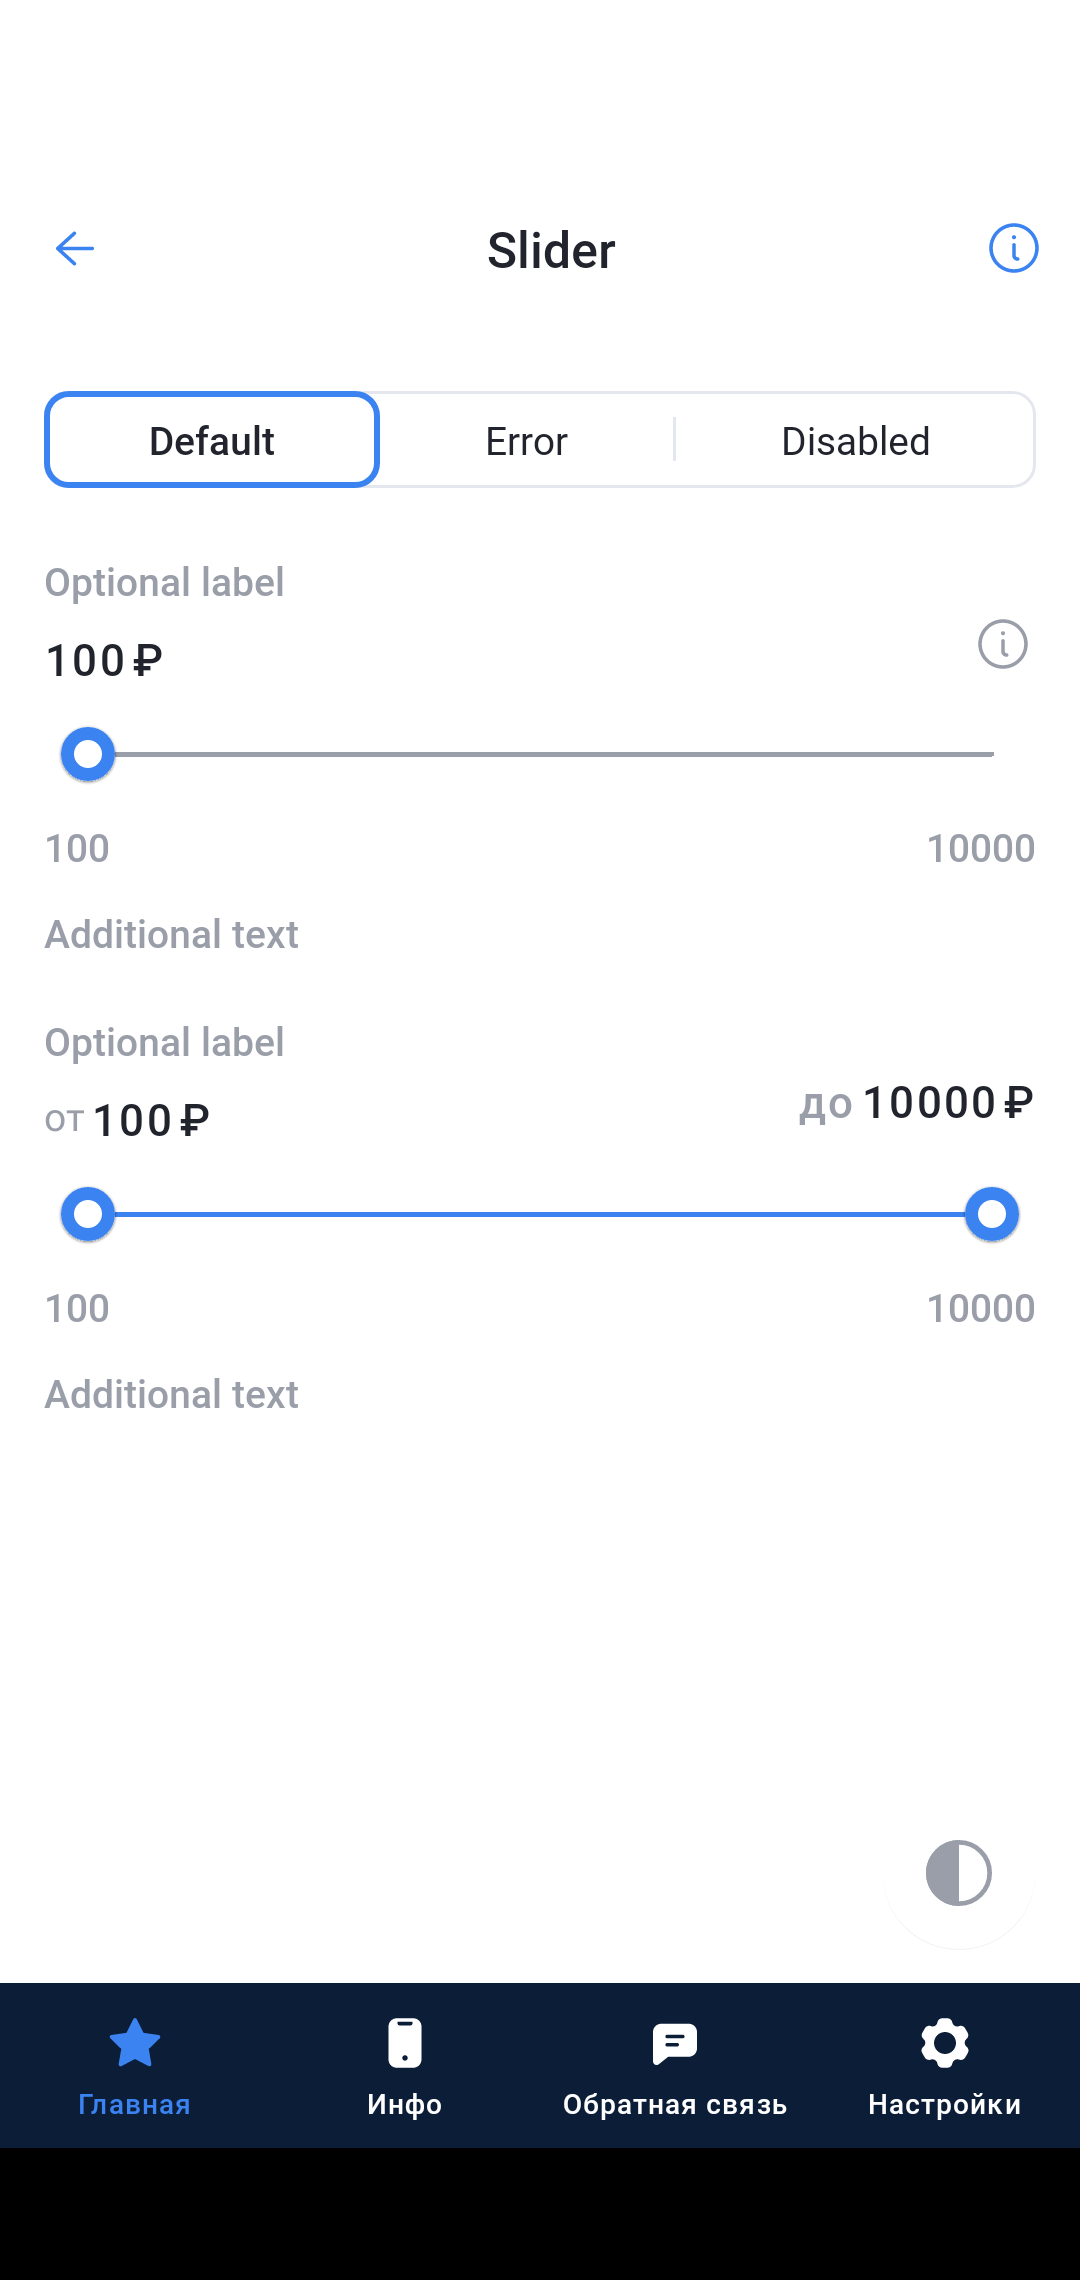 Slider
Default Error Disabled
Optional label
100 ₽
100 10000
Additional text
Optional label
от 100 ₽ до 10000 ₽
100 10000
Additional text
Главная Инфо Обратная связь Настройки